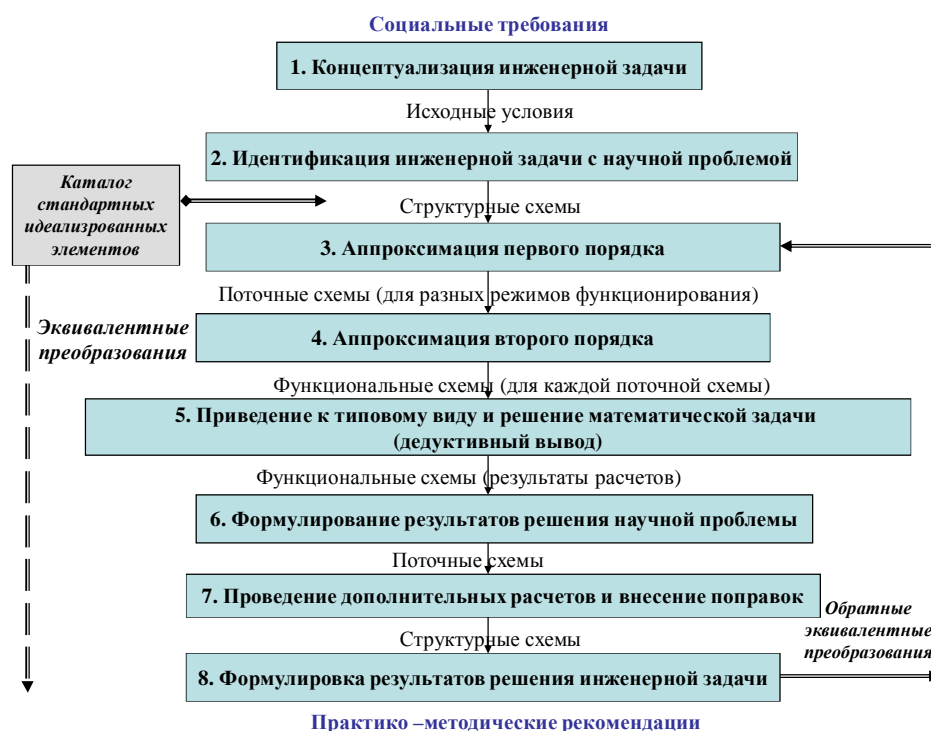 Социальные требования
1. Концептуализация инженерной задачи
Исходные условия
2. Идентификация инженерной задачи с научной проблемой
Каталог
стандартных
идеализрованных
элементов
Структурные схемы
3. Аппроксимация первого порядка
Поточные схемы (для разных режимов функционирования)
Эквивалентные
преобразования
4. Аппроксимация второго порядка
Функциональные схемы (для каждой поточной схемы)
5. Приведение к типовому виду и решение математической задачи
(дедуктивный вывод)
Функциональные схемы (результаты расчетов)
6. Формулирование результатов решения научной проблемы
Поточные схемы
7. Проведение дополнительных расчетов и внесение поправок
Структурные схемы
Обратные
эквивалентные
преобразования
8. Формулировка результатов решения инженерной задачи
Практико –методические рекомендации